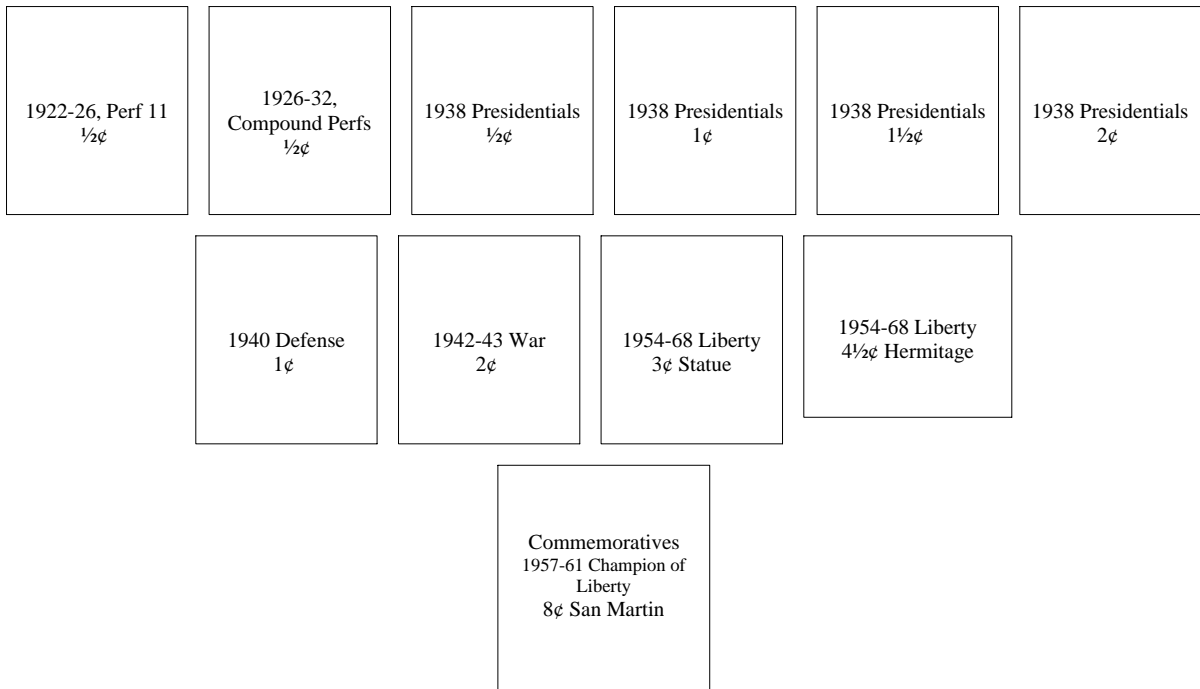 1922-26, Perf 11
½¢
1926-32,
Compound Perfs
½¢
1938 Presidentials
½¢
1938 Presidentials
1¢
1938 Presidentials
1½¢
1938 Presidentials
2¢
1940 Defense
1¢
1942-43 War
2¢
1954-68 Liberty
3¢ Statue
1954-68 Liberty
4½¢ Hermitage
Commemoratives
1957-61 Champion of
Liberty
8¢ San Martin